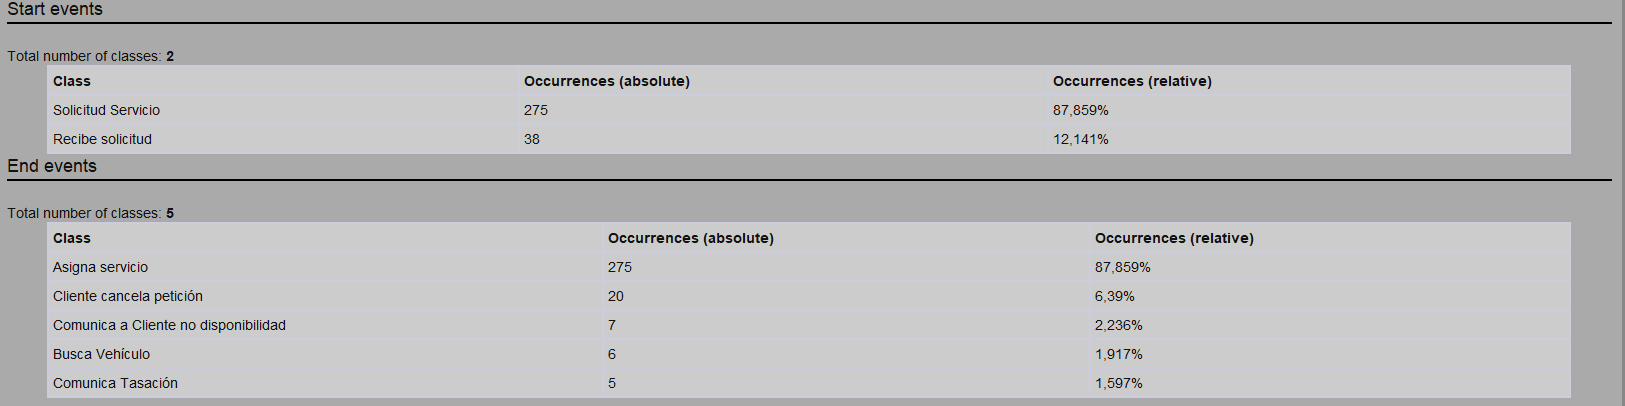 Start events
Total number of classes: 2
Class Occurrences (absolute) Occurrences (relative)
Solicitud Servicio 275 87,859%
Recibe solicitud 38 12,141%
End events
Total number of classes: 5
Class Occurrences (absolute) Occurrences (relative)
Asigna servicio 275 87,859%
Cliente cancela petición 20 6,39%
Comunica a Cliente no disponibilidad 7 2,236%
Busca Vehículo 6 1,917%
Comunica Tasación 5 1,597%